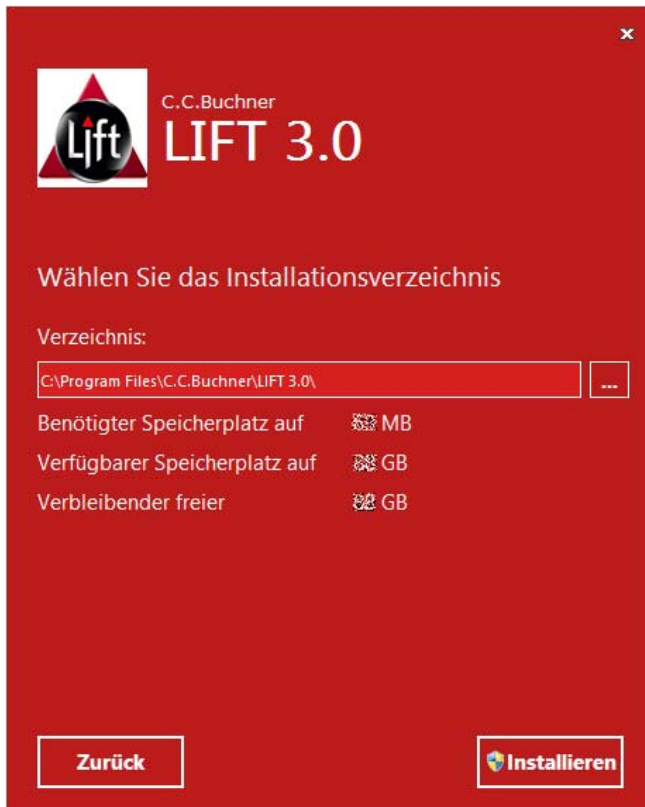 x
C.C.Buchner
Lift
LIFT 3.0
Wählen Sie das Installationsverzeichnis
Verzeichnis:
C:\Program Files\C.C.Buchner\LIFT 3.0\
...
Benötigter Speicherplatz auf MB
Verfügbarer Speicherplatz auf GB
Verbleibender freier GB
Zurück
Installieren